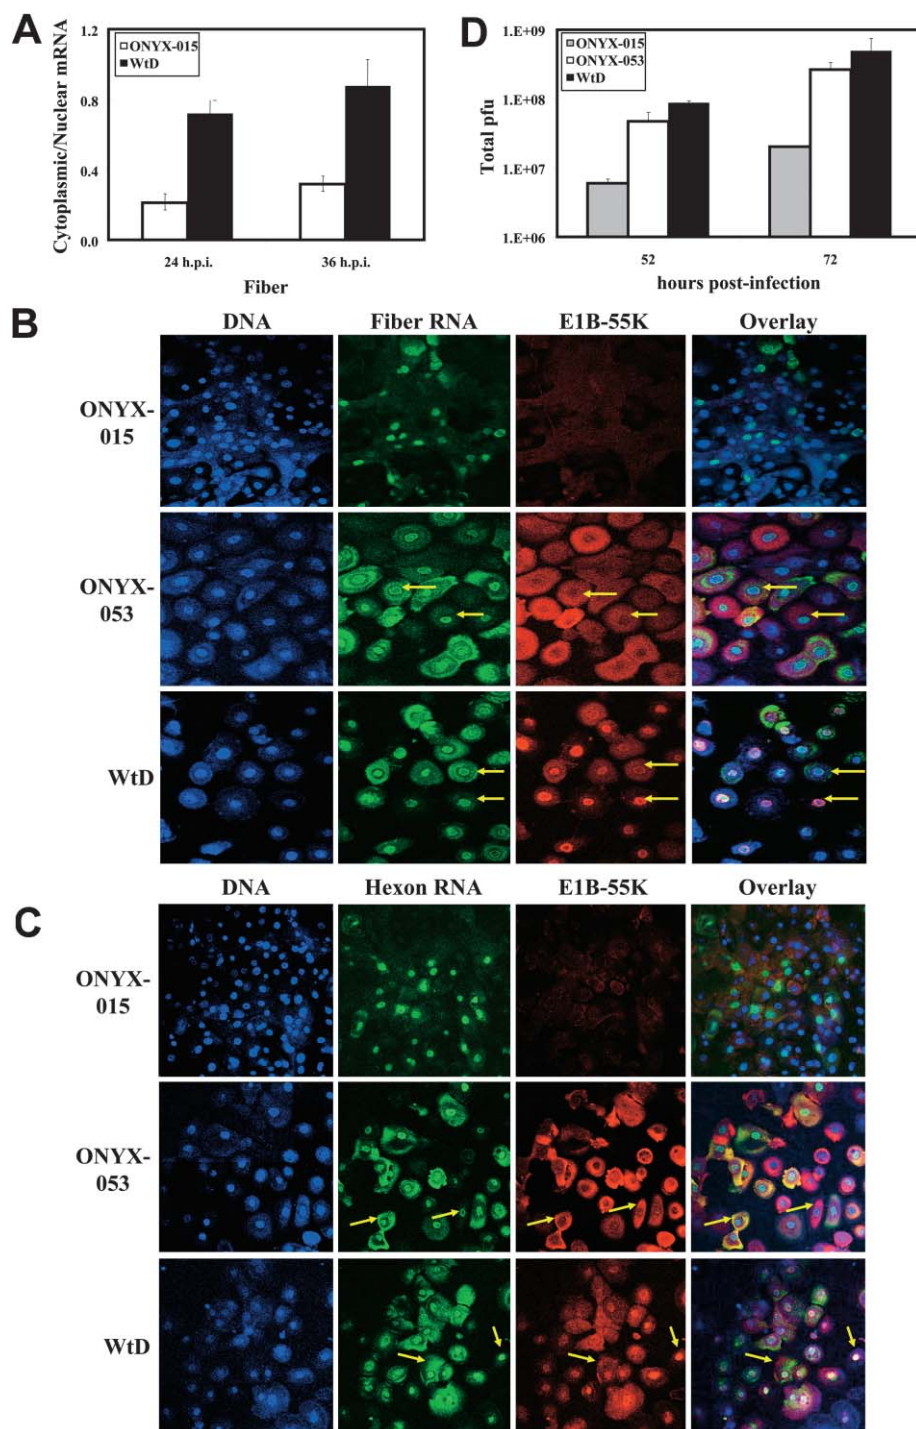 A
Cytoplasmic/Nuclear mRNA
1.2
0.8
0.4
0.0
ONYX-015
WtD
24 h.p.i.
36 h.p.i.
Fiber
D
Total pfu
1.E+09
1.E+08
1.E+07
1.E+06
ONYX-015
ONYX-053
WtD
52
72
hours post-infection
B
DNA
Fiber RNA
E1B-55K
Overlay
ONYX-
015
ONYX-
053
WtD
C
DNA
Hexon RNA
E1B-55K
Overlay
ONYX-
015
ONYX-
053
WtD